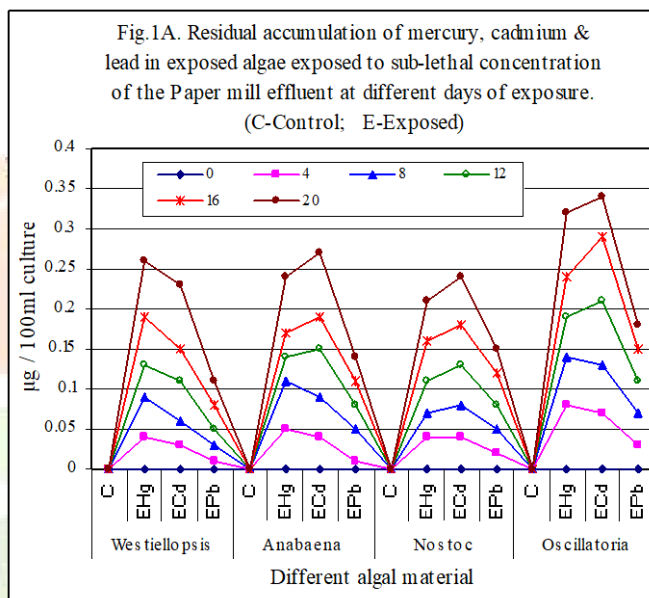 Fig.1A. Residual accumulation of mercury, cadmium &
lead in exposed algae exposed to sub-lethal concentration
of the Paper mill effluent at different days of exposure.
(C-Control; E-Exposed)
0.4
0.35
0.3
0.25
0.2
0.15
0.1
0.05
0
µg / 100ml culture
0 4 8 12
16 20
C EHg ECd EPb C EHg ECd EPb C EHg ECd EPb C EHg ECd EPb
Westiellopsis Anabaena Nostoc Oscillatoria
Different algal material